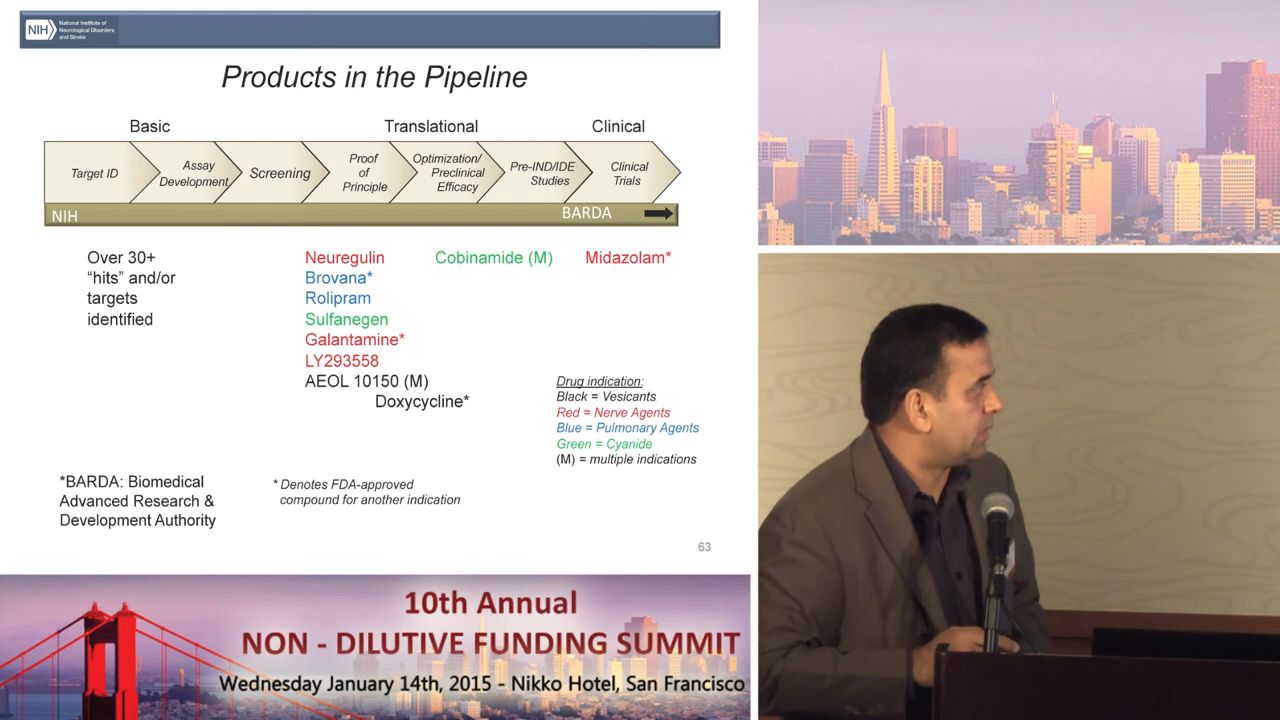 NIH
National Institute of
Neurological Disorders
and Stroke
Products in the Pipeline
Basic
Translational
Clinical
Target ID
Assay
Development
Screening
Proof
of
Principle
Optimization/
Preclinical
Efficacy
Pre-IND/IDE
Studies
Clinical
Trials
NIH
BARDA
Over 30+
“hits” and/or
targets
identified
Neuregulin
Brovana*
Rolipram
Sulfanegen
Galantamine*
LY293558
AEOL 10150 (M)
Doxycycline*
Cobinamide (M)
Midazolam*
Drug indication:
Black = Vesicants
Red = Nerve Agents
Blue = Pulmonary Agents
Green = Cyanide
(M) = multiple indications
*BARDA: Biomedical
Advanced Research &
Development Authority
* Denotes FDA-approved
compound for another indication
63
10th Annual
NON - DILUTIVE FUNDING SUMMIT
Wednesday January 14th, 2015 - Nikko Hotel, San Francisco